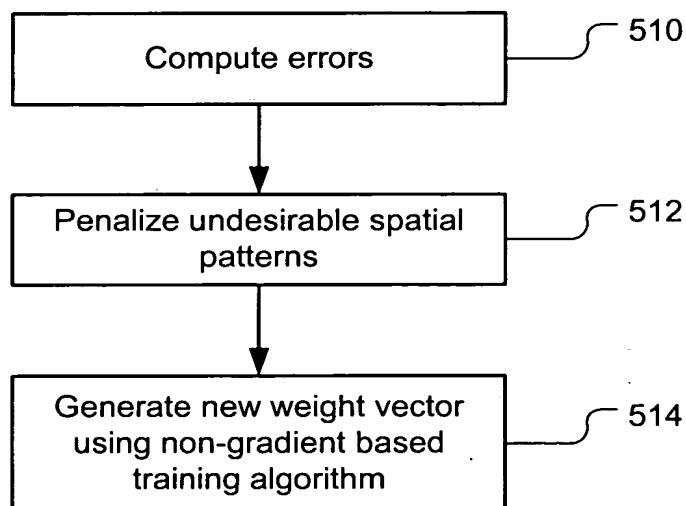 Compute errors
510
Penalize undesirable spatial
patterns
512
Generate new weight vector
using non-gradient based
training algorithm
514